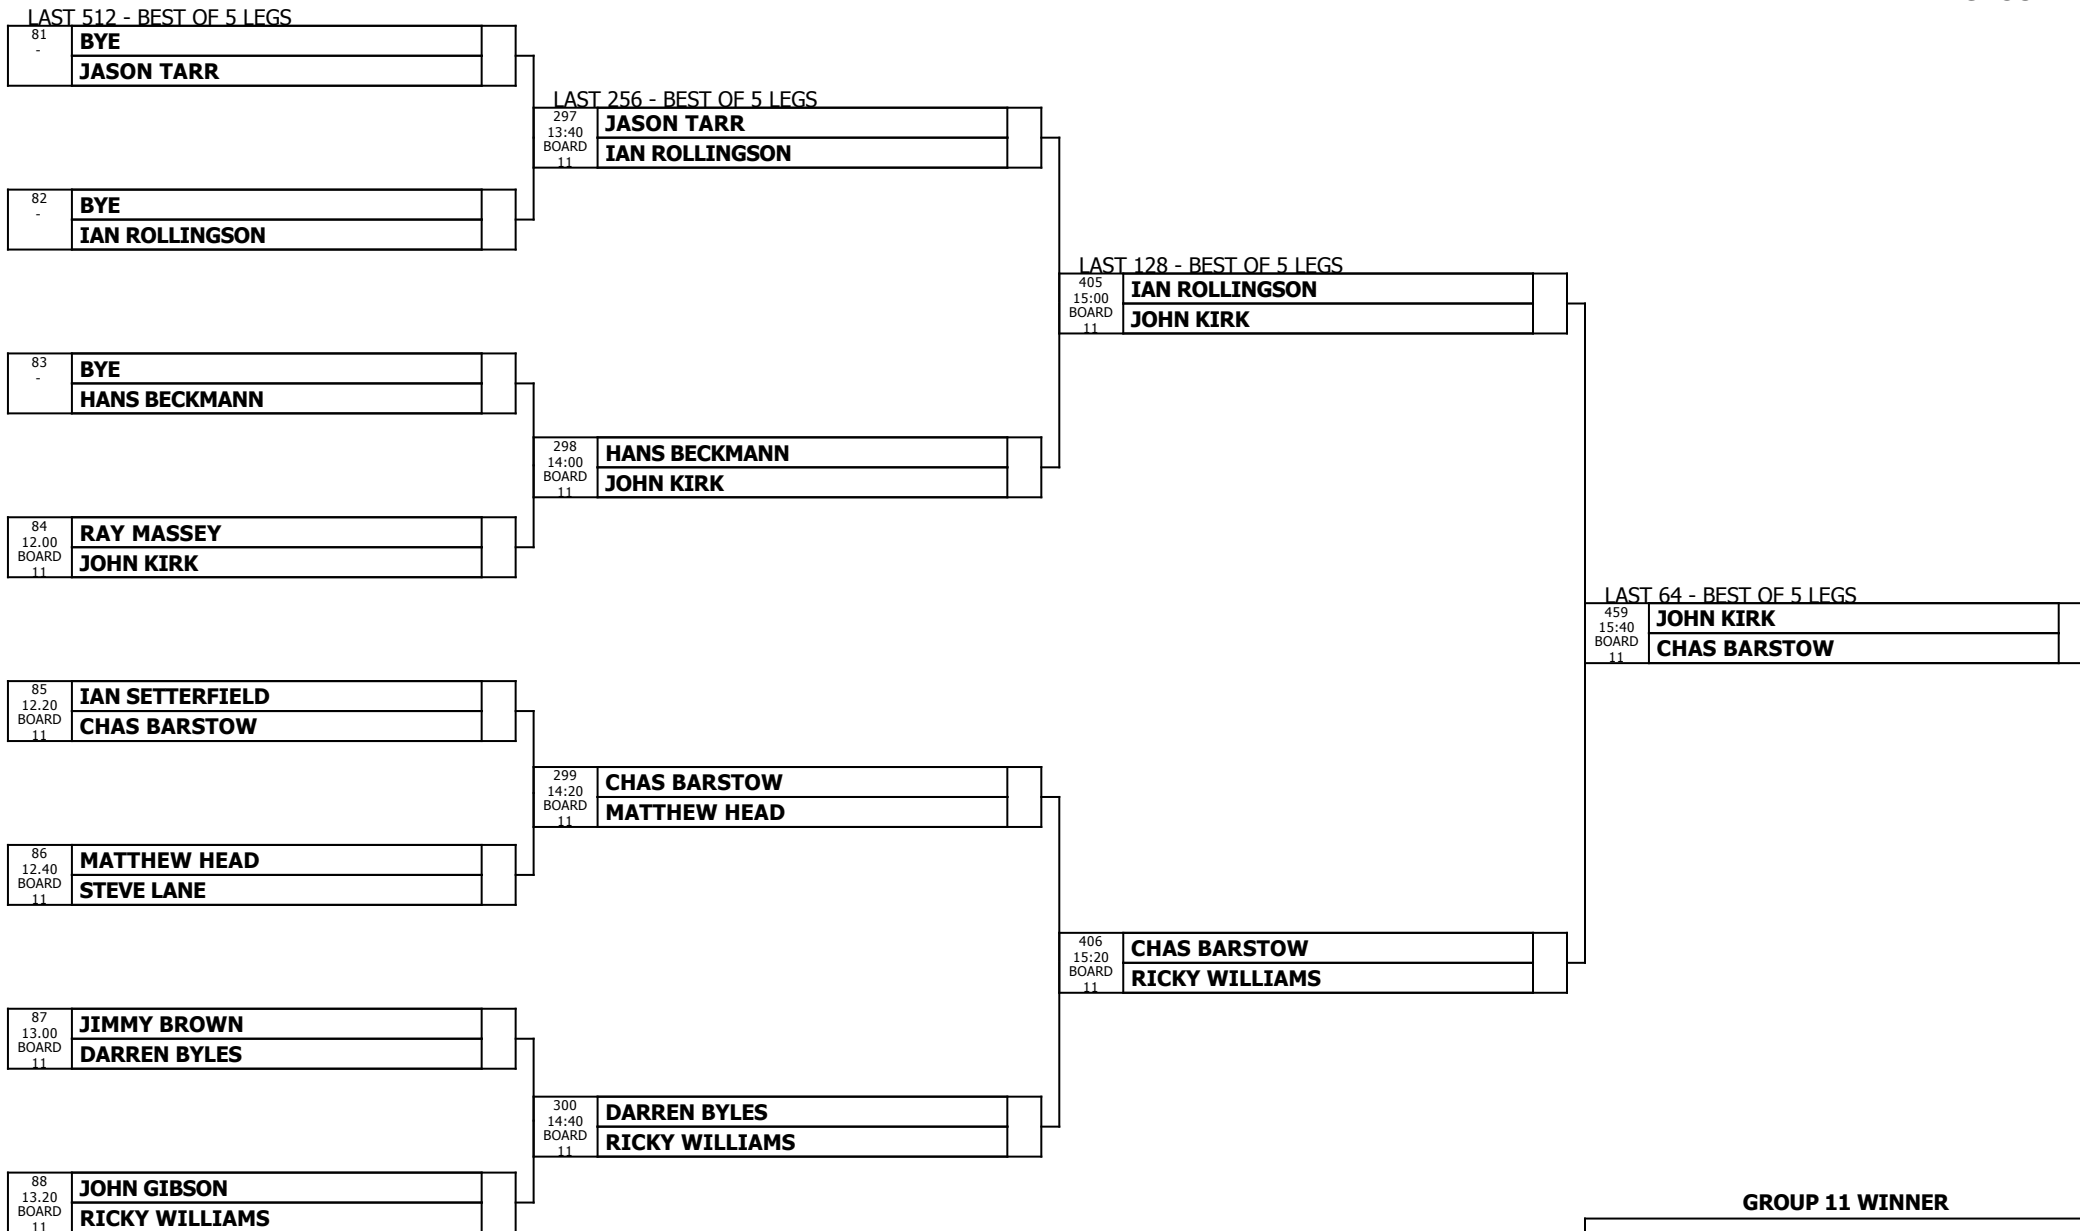 LAST 512 - BEST OF 5 LEGS
81
-
BYE
JASON TARR
82
-
BYE
IAN ROLLINGSON
83
-
BYE
HANS BECKMANN
84
12.00
BOARD
11
RAY MASSEY
JOHN KIRK
85
12.20
BOARD
11
IAN SETTERFIELD
CHAS BARSTOW
86
12.40
BOARD
11
MATTHEW HEAD
STEVE LANE
87
13.00
BOARD
11
JIMMY BROWN
DARREN BYLES
88
13.20
BOARD
11
JOHN GIBSON
RICKY WILLIAMS
LAST 256 - BEST OF 5 LEGS
297
13:40
BOARD
11
JASON TARR
IAN ROLLINGSON
298
14:00
BOARD
11
HANS BECKMANN
JOHN KIRK
299
14:20
BOARD
11
CHAS BARSTOW
MATTHEW HEAD
300
14:40
BOARD
11
DARREN BYLES
RICKY WILLIAMS
LAST 128 - BEST OF 5 LEGS
405
15:00
BOARD
11
IAN ROLLINGSON
JOHN KIRK
406
15:20
BOARD
11
CHAS BARSTOW
RICKY WILLIAMS
LAST 64 - BEST OF 5 LEGS
459
15:40
BOARD
11
JOHN KIRK
CHAS BARSTOW
GROUP 11 WINNER